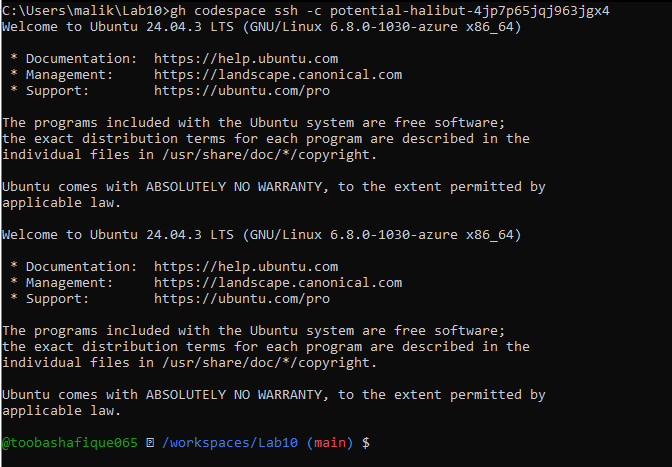 C:\Users\malik\Lab10>gh codespace ssh -c potential-halibut-4jp7p65jqj963jgx4
Welcome to Ubuntu 24.04.3 LTS (GNU/Linux 6.8.0-1030-azure x86_64)
* Documentation: https://help.ubuntu.com
* Management: https://landscape.canonical.com
* Support: https://ubuntu.com/pro
The programs included with the Ubuntu system are free software;
the exact distribution terms for each program are described in the
individual files in /usr/share/doc/*/copyright.
Ubuntu comes with ABSOLUTELY NO WARRANTY, to the extent permitted by
applicable law.
Welcome to Ubuntu 24.04.3 LTS (GNU/Linux 6.8.0-1030-azure x86_64)
* Documentation: https://help.ubuntu.com
* Management: https://landscape.canonical.com
* Support: https://ubuntu.com/pro
The programs included with the Ubuntu system are free software;
the exact distribution terms for each program are described in the
individual files in /usr/share/doc/*/copyright.
Ubuntu comes with ABSOLUTELY NO WARRANTY, to the extent permitted by
applicable law.
@toobashafique065 /workspaces/Lab10 (main) $